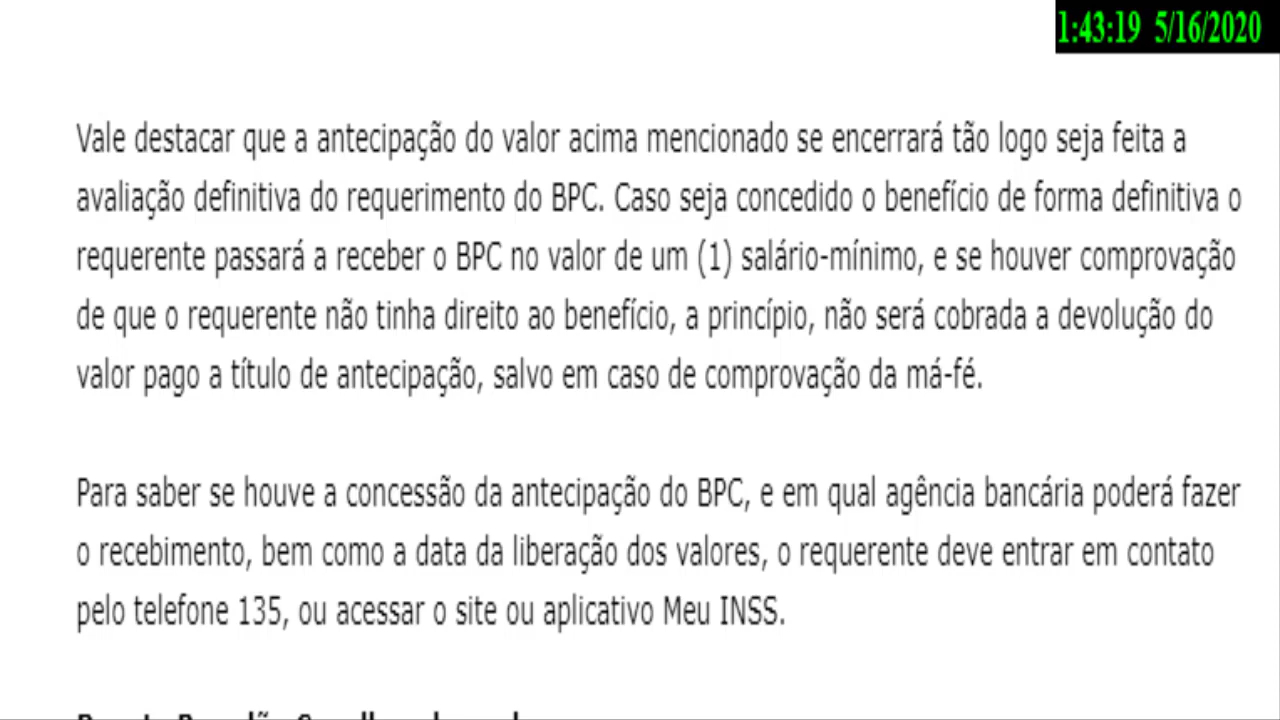 1:43:19 5/16/2020
Vale destacar que a antecipação do valor acima mencionado se encerrará tão logo seja feita a
avaliação definitiva do requerimento do BPC. Caso seja concedido o benefício de forma definitiva o
requerente passará a receber o BPC no valor de um (1) salário-mínimo, e se houver comprovação
de que o requerente não tinha direito ao benefício, a princípio, não será cobrada a devolução do
valor pago a título de antecipação, salvo em caso de comprovação da má-fé.
Para saber se houve a concessão da antecipação do BPC, e em qual agência bancária poderá fazer
o recebimento, bem como a data da liberação dos valores, o requerente deve entrar em contato
pelo telefone 135, ou acessar o site ou aplicativo Meu INSS.